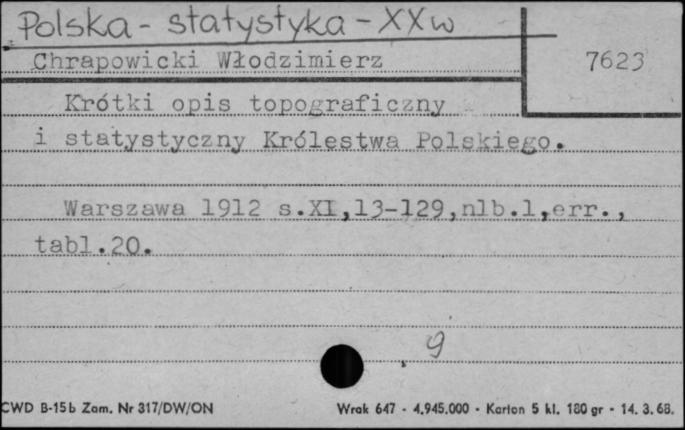 Polska - statystyka - XX w
Chrapowicki Włodzimierz
7623
Krótki opis topograficzny
i statystyczny Królestwa Polskiego.
Warszawa 1912 s.XI,13-129,nlb.1,err.,
tabl.20.
9
CWD B-15b Zam. Nr 317/DW/ON
Wrak 647 - 4.945.000 - Karton 5 kl. 180 gr - 14. 3. 68.